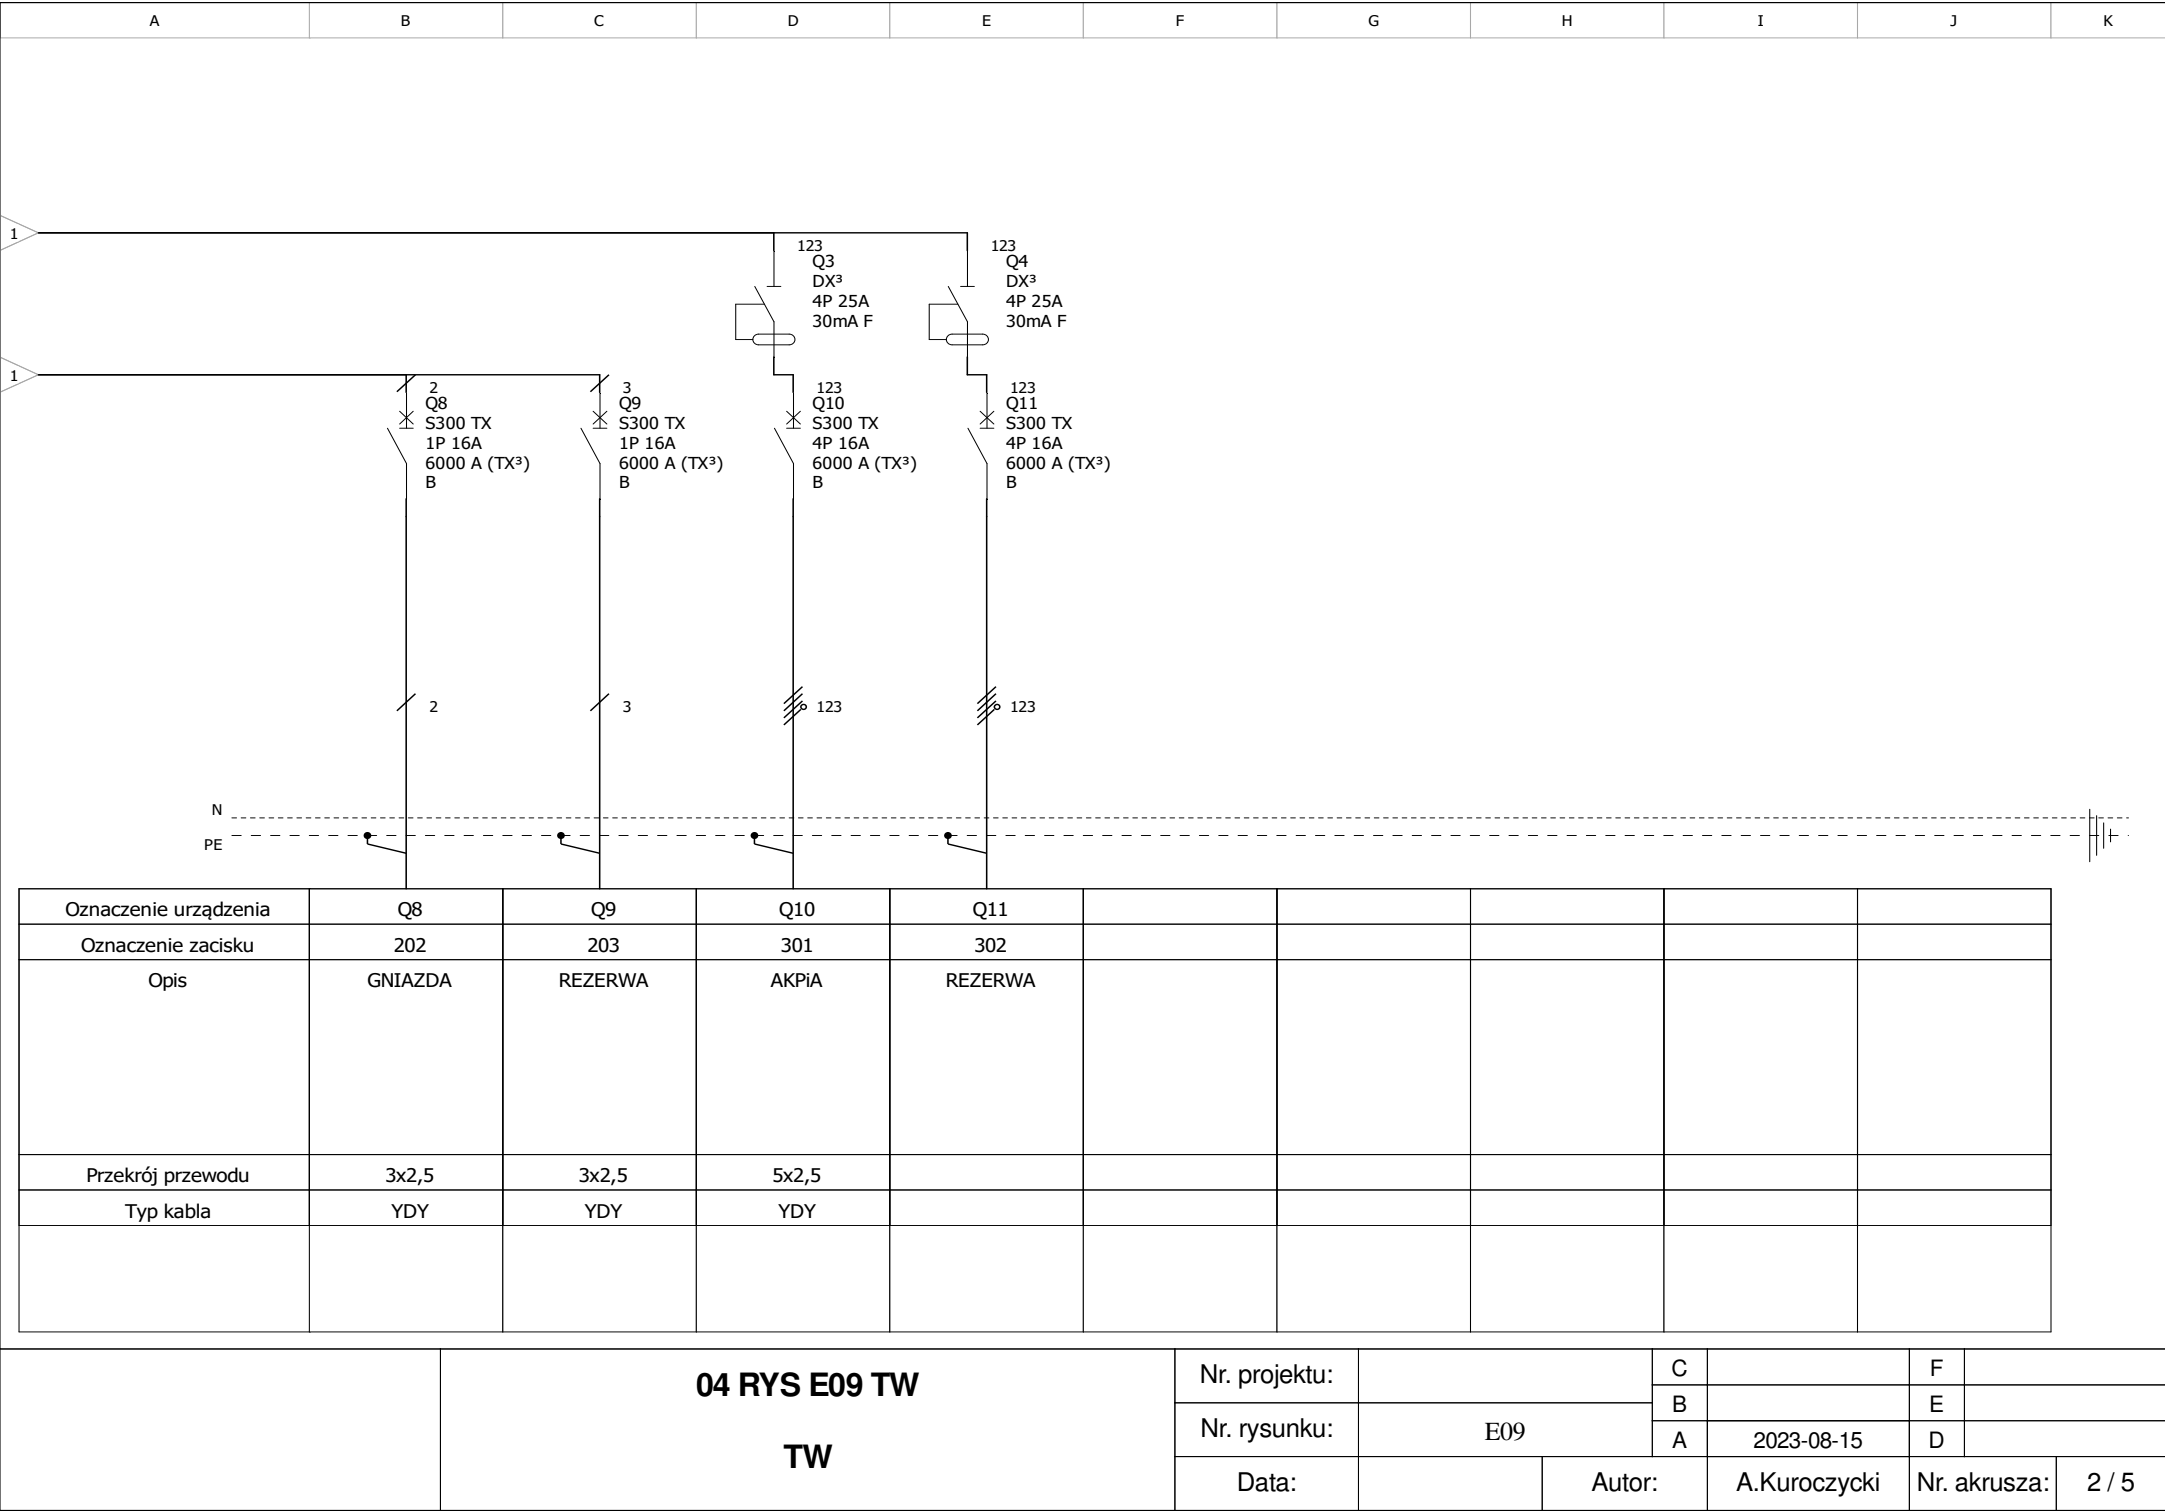 A B C D E F G H I J K
1
123
Q3
DX³
4P 25A
30mA F
123
Q4
DX³
4P 25A
30mA F
1
2
Q8
S300 TX
1P 16A
6000 A (TX³)
B
3
Q9
S300 TX
1P 16A
6000 A (TX³)
B
123
Q10
S300 TX
4P 16A
6000 A (TX³)
B
123
Q11
S300 TX
4P 16A
6000 A (TX³)
B
2 3 123 123
N
PE
Oznaczenie urządzenia Q8 Q9 Q10 Q11
Oznaczenie zacisku 202 203 301 302
Opis GNIAZDA REZERWA AKPiA REZERWA
Przekrój przewodu 3x2,5 3x2,5 5x2,5
Typ kabla YDY YDY YDY
04 RYS E09 TW
TW
Nr. projektu:
Nr. rysunku: E09
C F
B E
A 2023-08-15 D
Data: Autor: A.Kuroczycki Nr. akrusza: 2 / 5